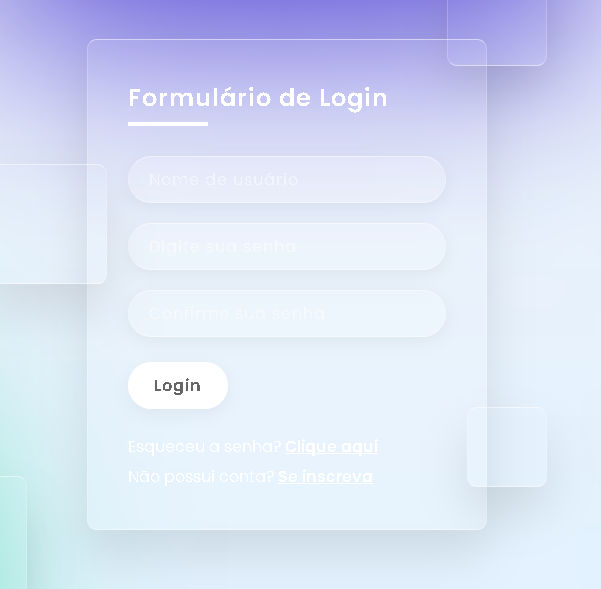 Formulário de Login
Nome de usuário
Digite sua senha
Confirme sua senha
Login
Esqueceu a senha? Clique aqui
Não possui conta? Se inscreva